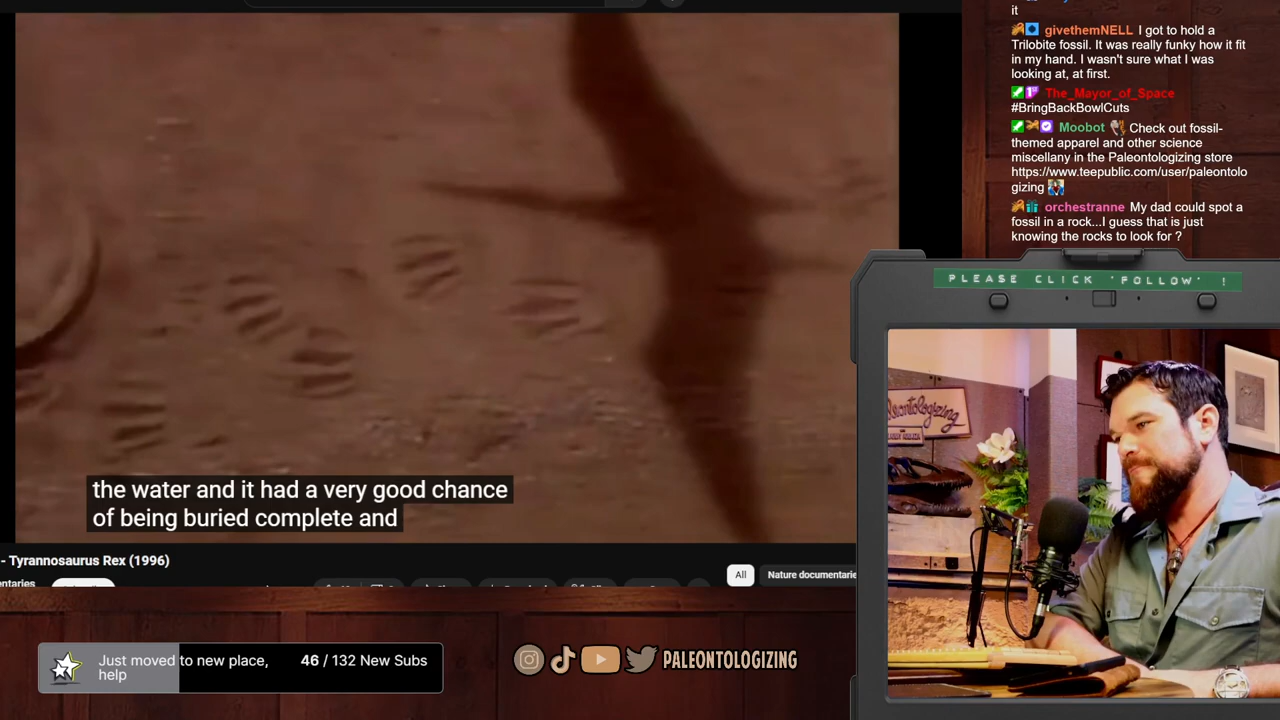 it
givethemNELL I got to hold a
Trilobite fossil. It was really funky how it fit
in my hand. I wasn't sure what I was
looking at, at first.
The_Mayor_of_Space
#BringBackBowlCuts
Moobot Check out fossil-
themed apparel and other science
miscellany in the Paleontologizing store
https://www.teepublic.com/user/paleontolo
gizing
orchestranne My dad could spot a
fossil in a rock...I guess that is just
knowing the rocks to look for ?
PLEASE CLICK "FOLLOW" !
the water and it had a very good chance
of being buried complete and
- Tyrannosaurus Rex (1996)
All Nature documentarie
Just moved to new place,
help
46 / 132 New Subs
PALEONTOLOGIZING